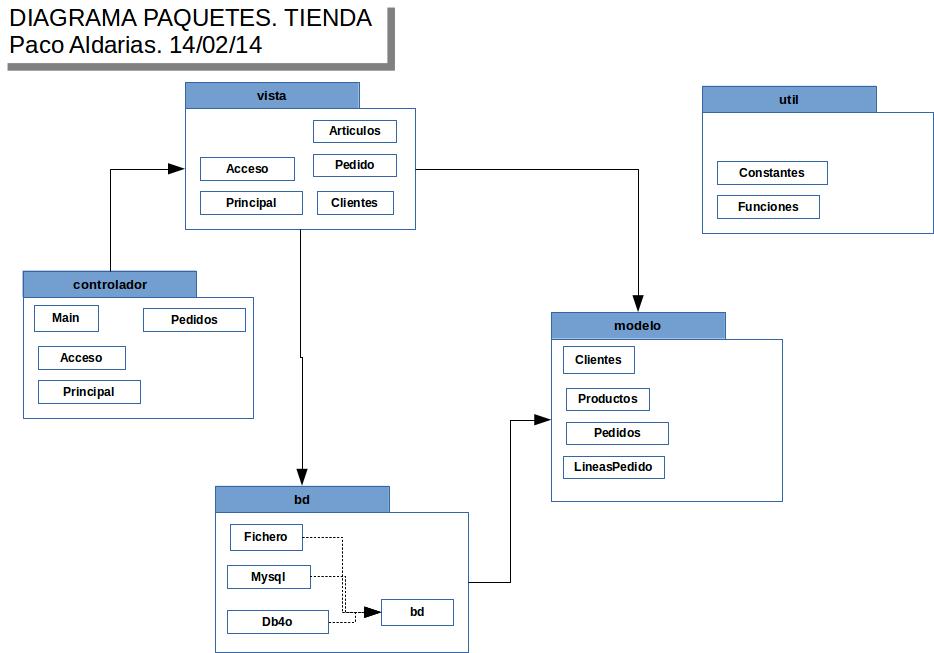 DIAGRAMA PAQUETES. TIENDA
Paco Aldarias. 14/02/14
vista
Articulos
Acceso
Pedido
Principal
Clientes
util
Constantes
Funciones
controlador
Main
Pedidos
Acceso
Principal
modelo
Clientes
Productos
Pedidos
LineasPedido
bd
Fichero
Mysql
Db4o
bd